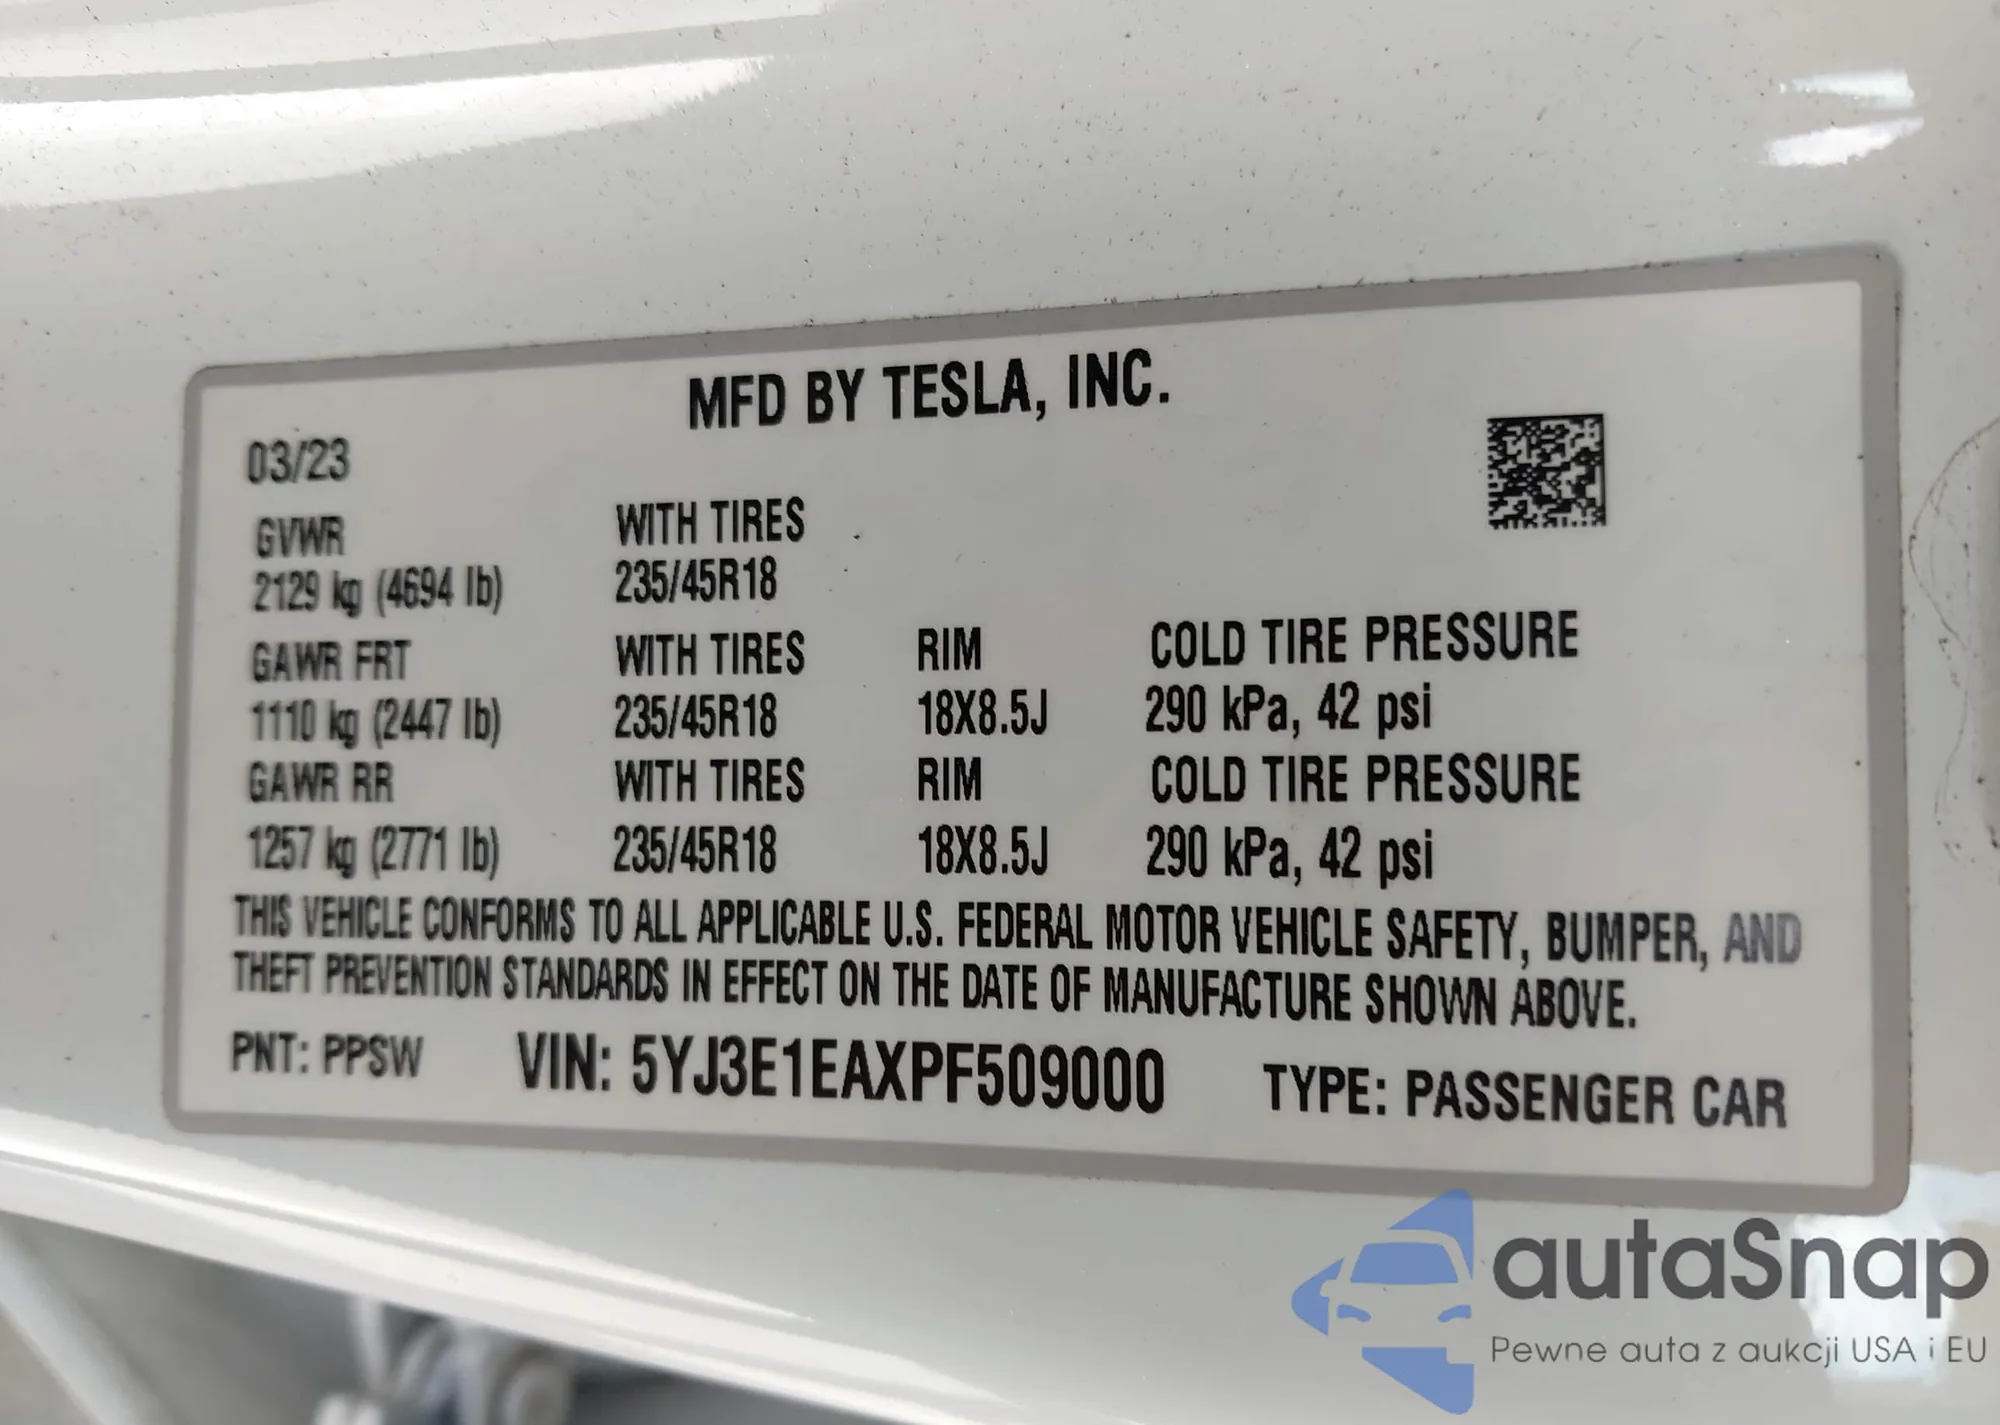 MFD BY TESLA, INC.
03/23
GVWR WITH TIRES
2129 kg (4694 lb) 235/45R18
GAWR FRT WITH TIRES RIM COLD TIRE PRESSURE
1110 kg (2447 lb) 235/45R18 18X8.5J 290 kPa, 42 psi
GAWR RR WITH TIRES RIM COLD TIRE PRESSURE
1257 kg (2771 lb) 235/45R18 18X8.5J 290 kPa, 42 psi
THIS VEHICLE CONFORMS TO ALL APPLICABLE U.S. FEDERAL MOTOR VEHICLE SAFETY, BUMPER, AND
THEFT PREVENTION STANDARDS IN EFFECT ON THE DATE OF MANUFACTURE SHOWN ABOVE.
PNT: PPSW VIN: 5YJ3E1EAXPF509000 TYPE: PASSENGER CAR
autaSnap
Pewne auta z aukcji USA i EU